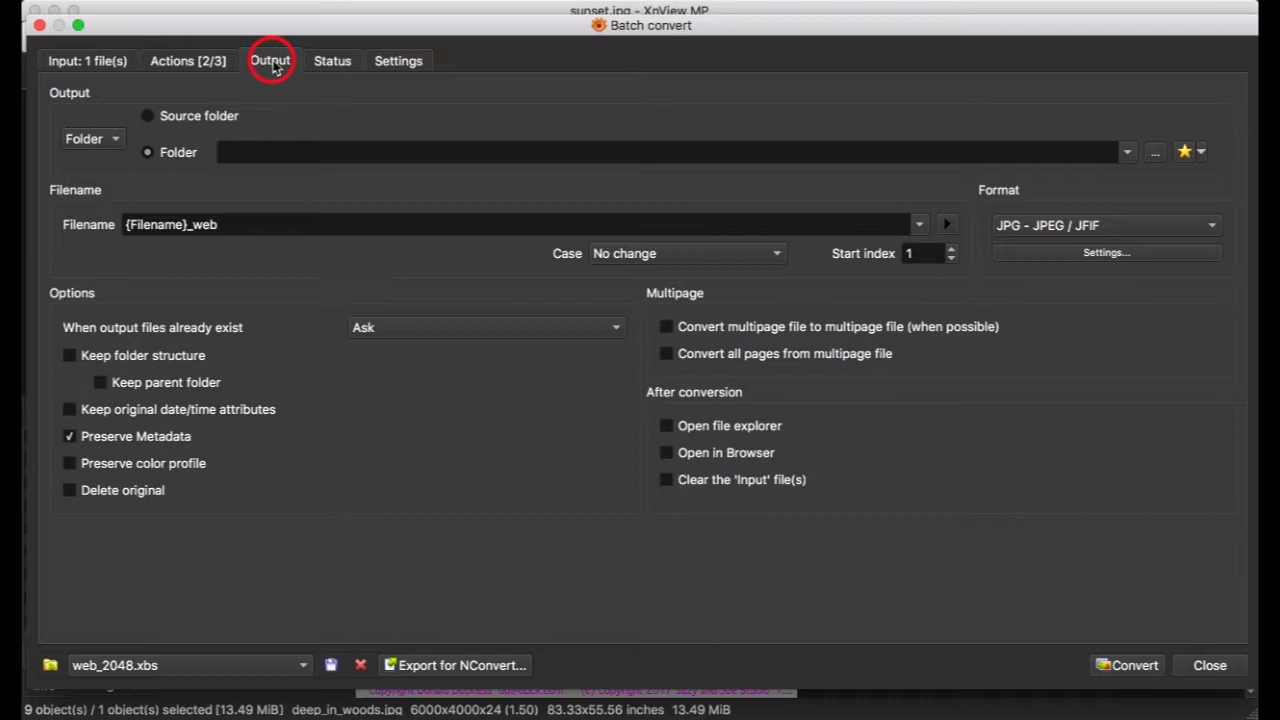 sunset.jpg - XnView MP
Batch convert
Input: 1 file(s) Actions [2/3] Output Status Settings
Output
Source folder
Folder
Folder ...
Filename Format
Filename {Filename}_web JPG - JPEG / JFIF
Case No change Start index 1 Settings...
Options Multipage
When output files already exist Ask Convert multipage file to multipage file (when possible)
Keep folder structure Convert all pages from multipage file
Keep parent folder After conversion
Keep original date/time attributes Open file explorer
Preserve Metadata Open in Browser
Preserve color profile Clear the 'Input' file(s)
Delete original
web_2048.xbs Export for NConvert... Convert Close
9 object(s) / 1 object(s) selected [13.49 MiB] deep_in_woods.jpg 6000x4000x24 (1.50) 83.33x55.56 inches 13.49 MiB